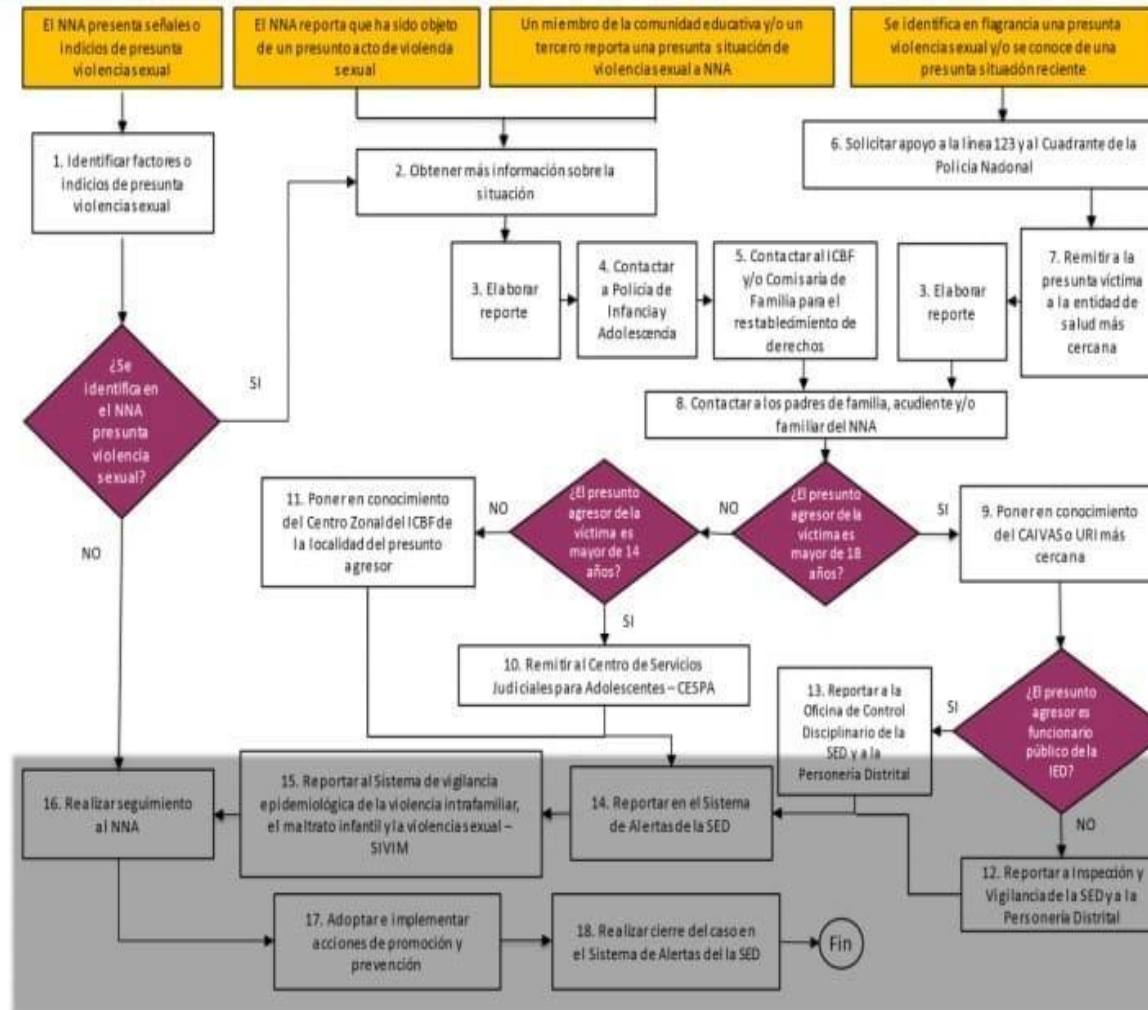 El NNA presenta señales o
indicios de presunta
violencia sexual
El NNA reporta que ha sido objeto
de un presunto acto de violencia
sexual
Un miembro de la comunidad educativa y/o un
tercero reporta una presunta situación de
violencia sexual a NNA
Se identifica en flagrancia una presunta
violencia sexual y/o se conoce de una
presunta situación reciente
1. Identificar factores o
indicios de presunta
violencia sexual
2. Obtener más información sobre la
situación
6. Solicitar apoyo a la línea 123 y al Cuadrante de la
Policía Nacional
3. Elaborar
reporte
4. Contactar
a Policía de
Infancia y
Adolescencia
5. Contactar al ICBF
y/o Comisaría de
Familia para el
restablecimiento de
derechos
3. Elaborar
reporte
7. Remitir a la
presunta víctima
a la entidad de
salud más
cercana
¿Se
identifica en
el NNA
presunta
violencia
sexual?
SI
NO
8. Contactar a los padres de familia, acudiente y/o
familiar del NNA
11. Poner en conocimiento
del Centro Zonal del ICBF de
la localidad del presunto
agresor
NO
¿El presunto
agresor de la
víctima es
mayor de 14
años?
NO
¿El presunto
agresor de la
víctima es
mayor de 18
años?
SI
9. Poner en conocimiento
del CAIVAS o URI más
cercana
SI
10. Remitir al Centro de Servicios
Judiciales para Adolescentes – CESPA
13. Reportar a la
Oficina de Control
Disciplinario de la
SED y a la
Personería Distrital
SI
¿El presunto
agresor es
funcionario
público de la
IED?
NO
16. Realizar seguimiento
al NNA
15. Reportar al Sistema de vigilancia
epidemiológica de la violencia intrafamiliar,
el maltrato infantil y la violencia sexual –
SIVIM
14. Reportar en el Sistema
de Alertas de la SED
12. Reportar a Inspección y
Vigilancia de la SED y a la
Personería Distrital
17. Adoptar e implementar
acciones de promoción y
prevención
18. Realizar cierre del caso en
el Sistema de Alertas del la SED
Fin